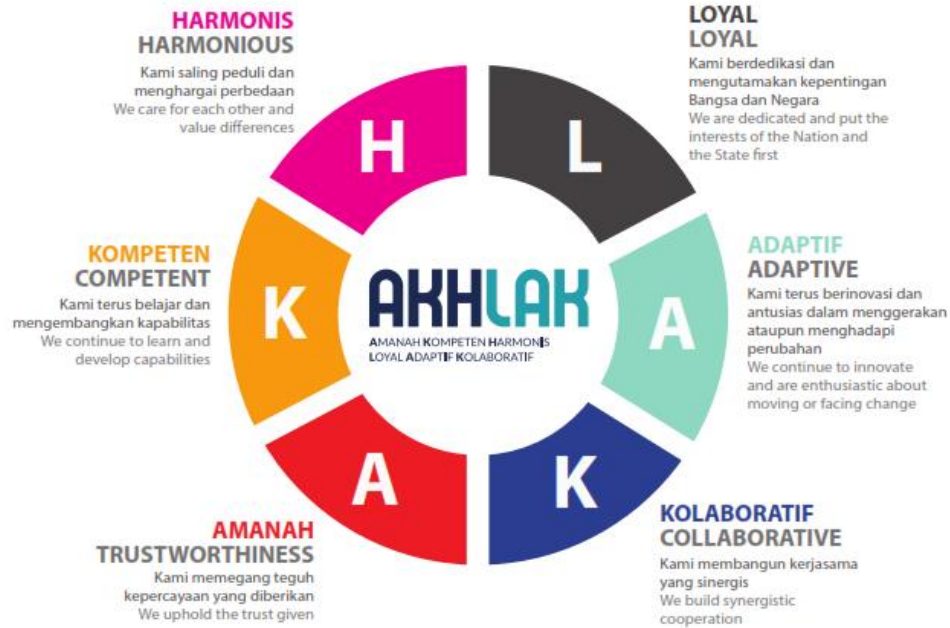 HARMONIS
HARMONIOUS
Kami saling peduli dan
menghargai perbedaan
We care for each other and
value differences
LOYAL
LOYAL
Kami berdedikasi dan
mengutamakan kepentingan
Bangsa dan Negara
We are dedicated and put the
interests of the Nation and
the State first
H
L
KOMPETEN
COMPETENT
Kami terus belajar dan
mengembangkan kapabilitas
We continue to learn and
develop capabilities
K
AKHLAK
AMANAH KOMPETEN HARMONIS
LOYAL ADAPTIF KOLABORATIF
A
ADAPTIF
ADAPTIVE
Kami terus berinovasi dan
antusias dalam menggerakan
ataupun menghadapi
perubahan
We continue to innovate
and are enthusiastic about
moving or facing change
A
K
AMANAH
TRUSTWORTHINESS
Kami memegang teguh
kepercayaan yang diberikan
We uphold the trust given
KOLABORATIF
COLLABORATIVE
Kami membangun kerjasama
yang sinergis
We build synergistic
cooperation